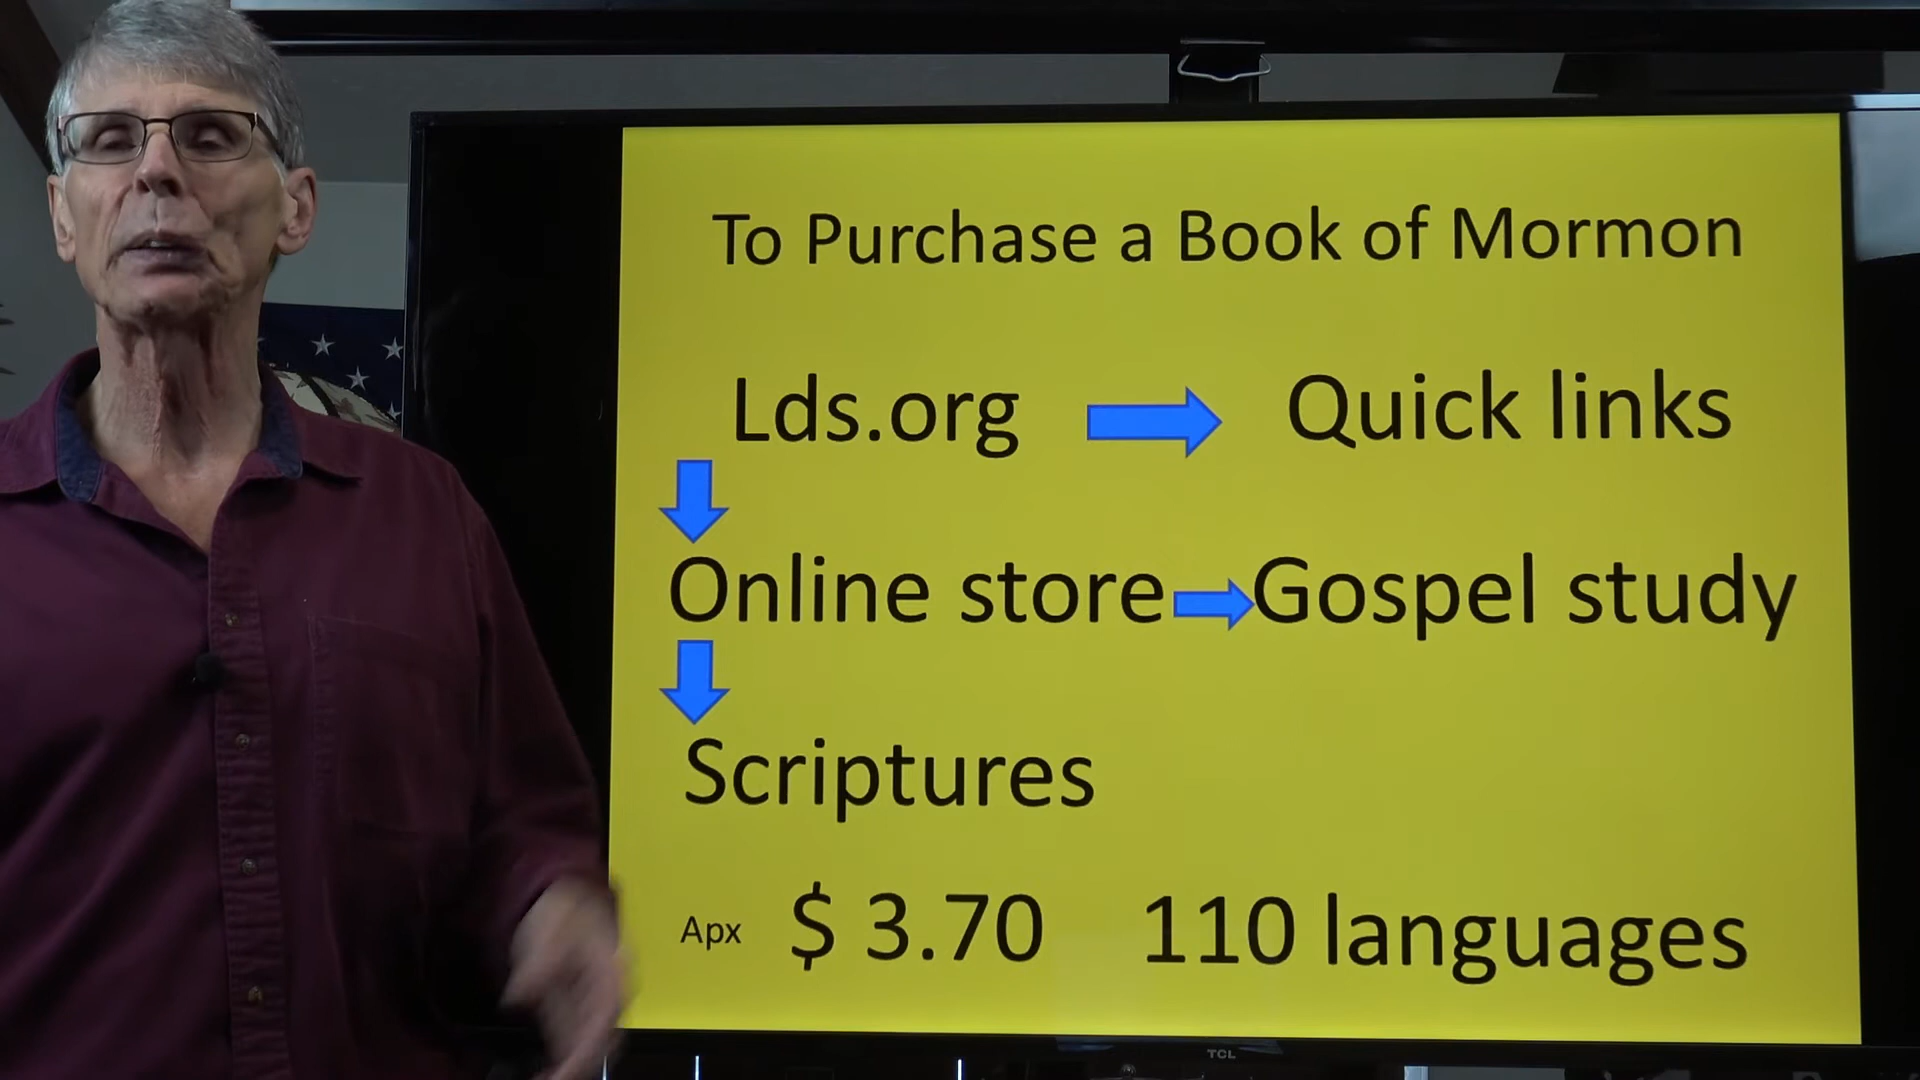 To Purchase a Book of Mormon
Lds.org Quick links
Online store Gospel study
Scriptures
Apx $ 3.70 110 languages
TCL